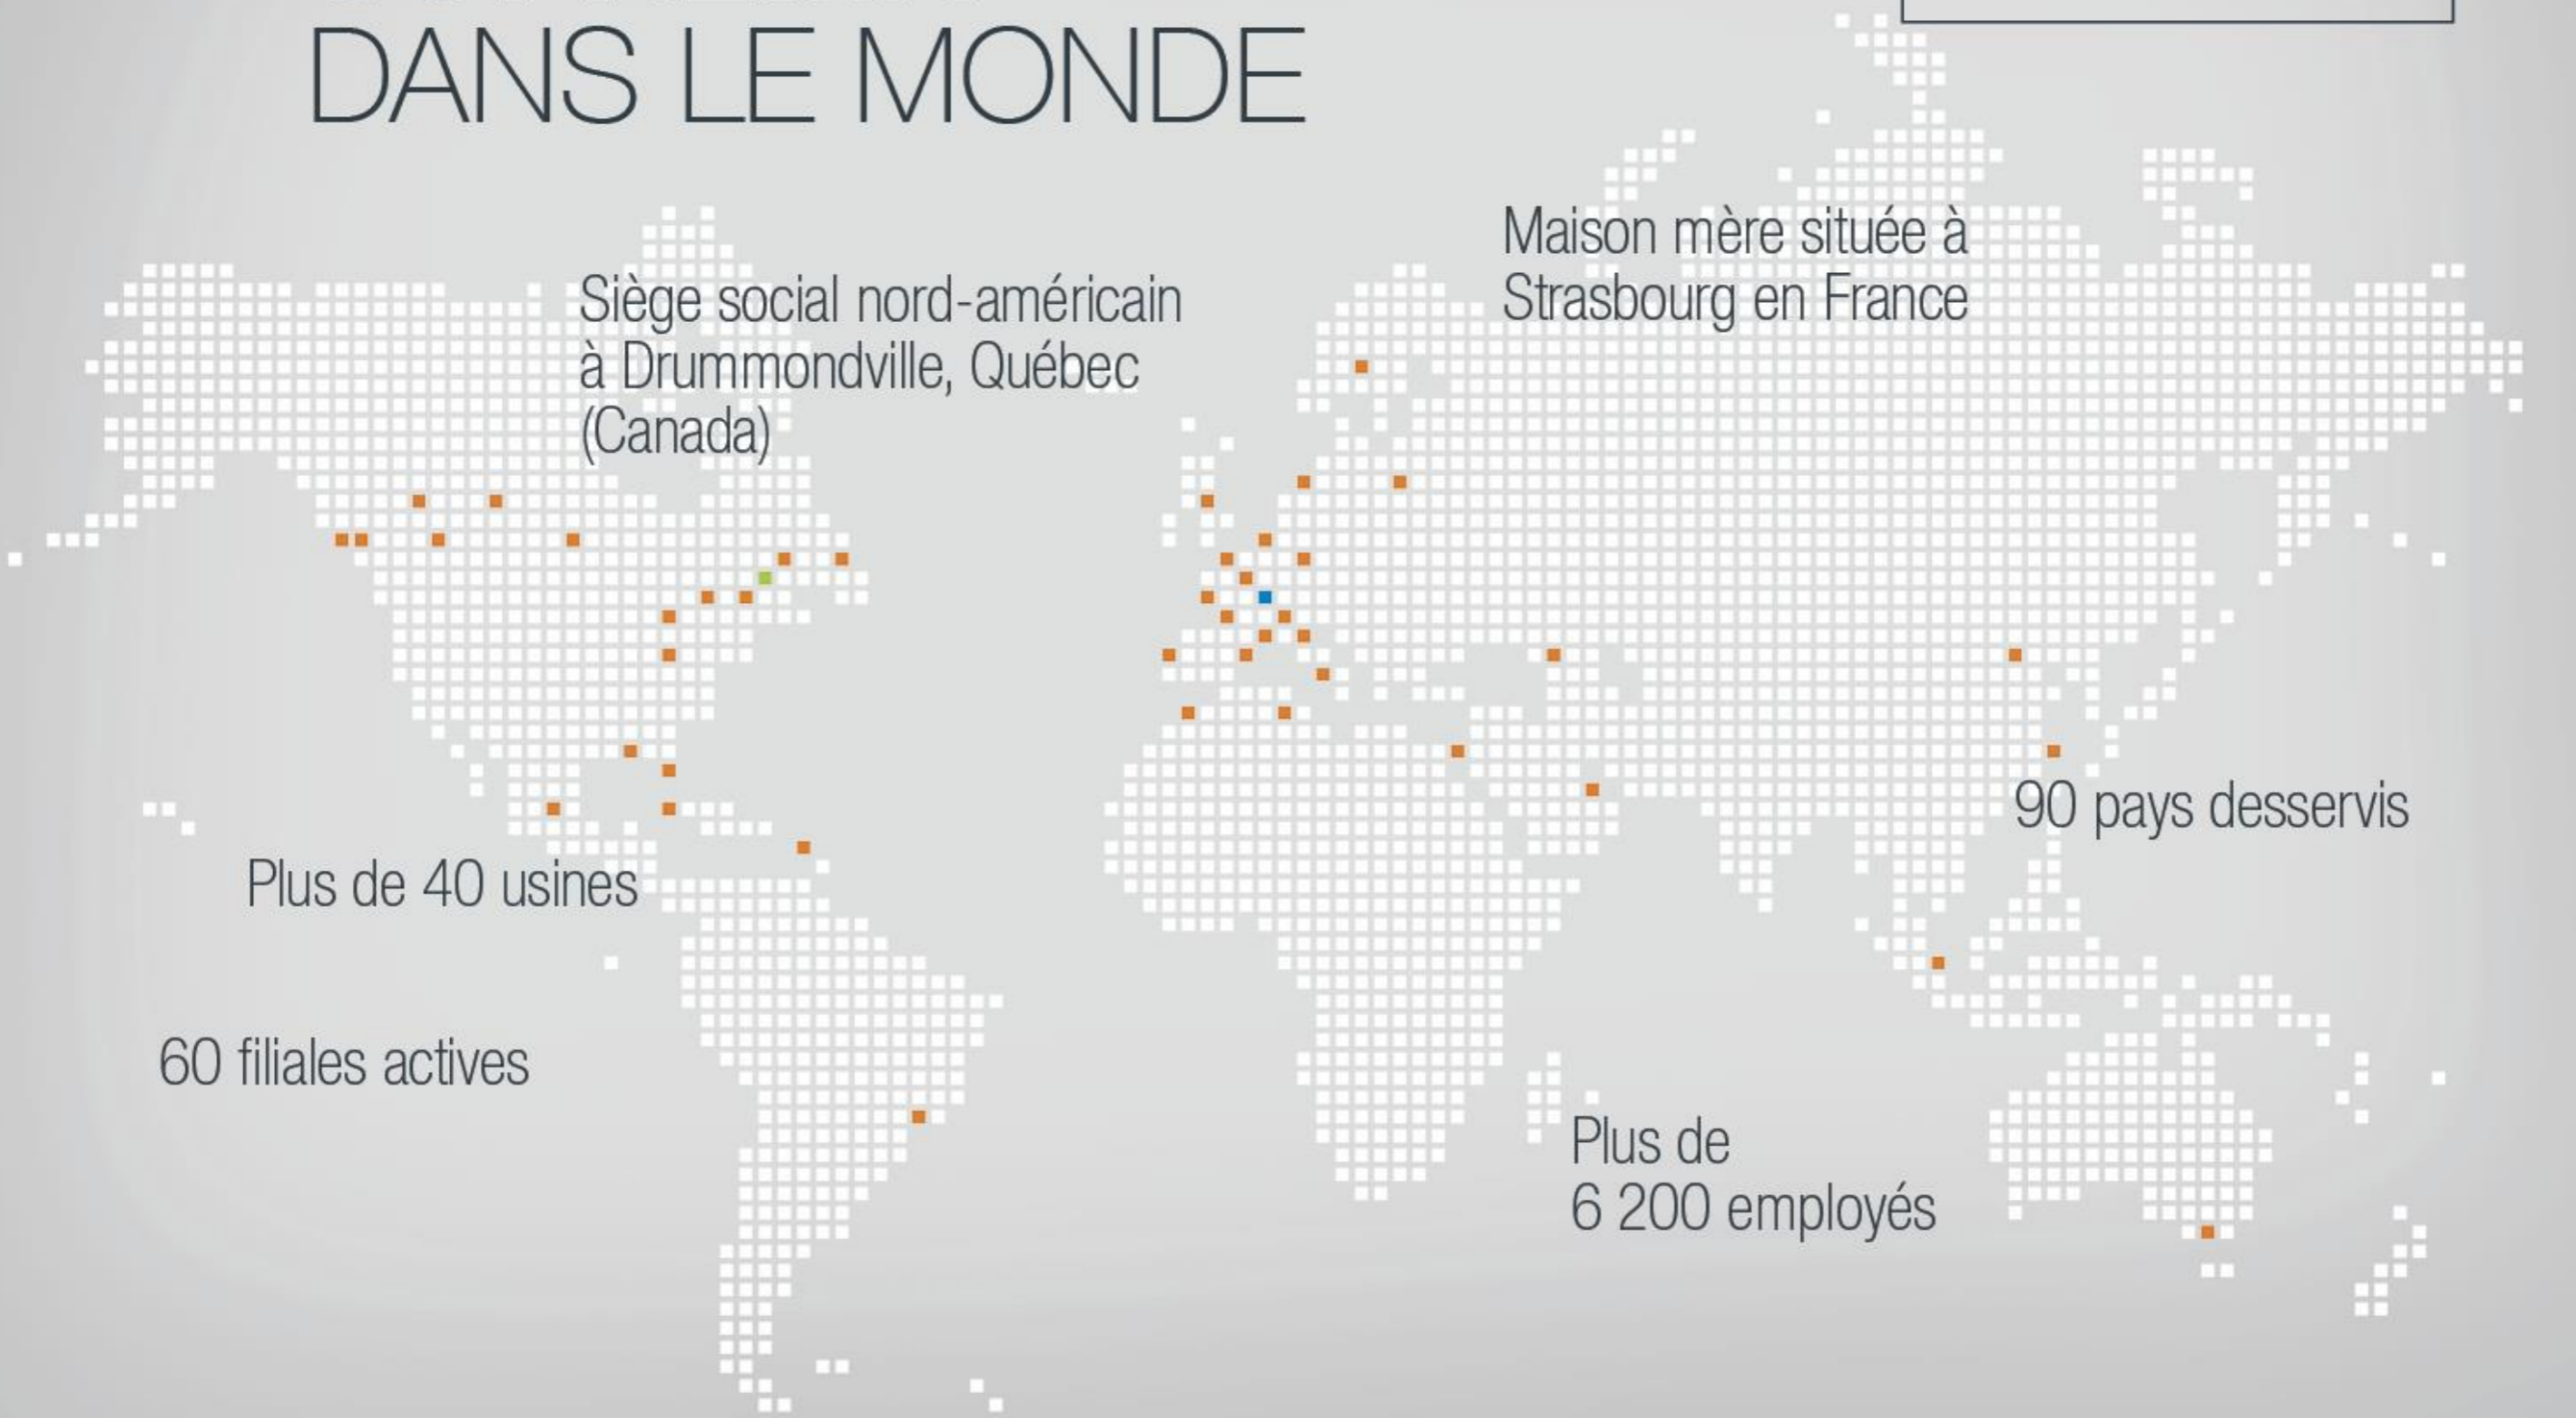 DANS LE MONDE
Maison mère située à
Strasbourg en France
Siège social nord-américain
à Drummondville, Québec
(Canada)
90 pays desservis
Plus de 40 usines
60 filiales actives
Plus de
6 200 employés